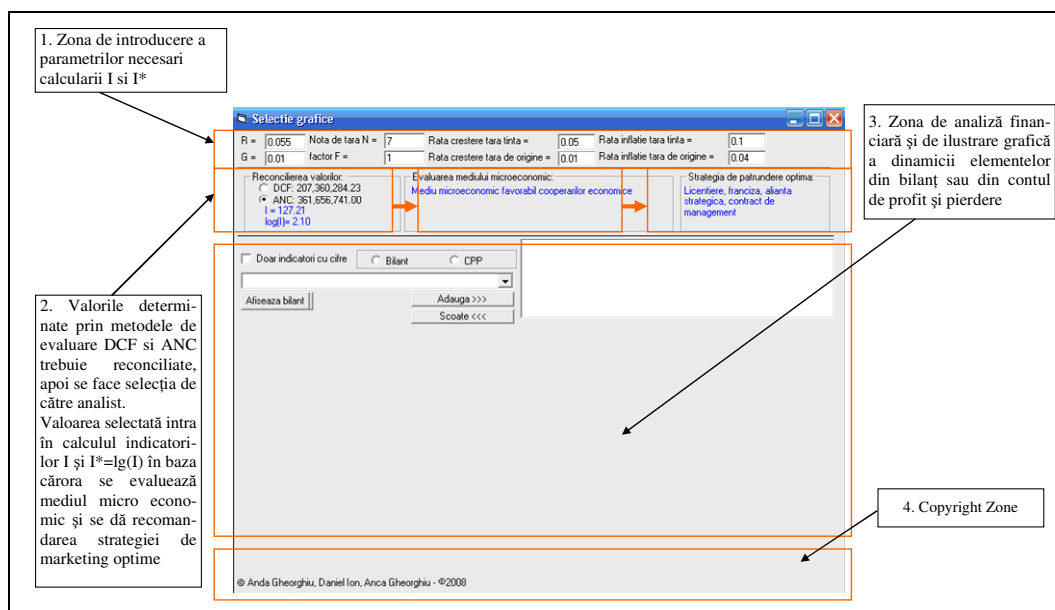 1. Zona de introducere a
parametrilor necesari
calcularii I si I*
Selectie grafice
R = 0.055 Nota de tara N = 7 Rata crestere tara tinta = 0.05 Rata inflatie tara tinta = 0.1
G = 0.01 factor F = 1 Rata crestere tara de origine = 0.01 Rata inflatie tara de origine = 0.04
Reconcilierea valorilor:
DCF: 207,360,284.23
ANC: 361,656,741.00
I = 127.21
log(I)= 2.10
Evaluarea mediului microeconomic:
Mediu microeconomic favorabil cooperarilor economice
Strategia de patrundere optima:
Licentiere, franciza, alianta
strategica, contract de
management
Doar indicatori cu cifre
Bilant
CPP
Afiseaza bilant
Adauga >>>
Scoate <<<
2. Valorile determi-
nate prin metodele de
evaluare DCF si ANC
trebuie reconciliate,
apoi se face selecția de
către analist.
Valoarea selectată intra
în calculul indicatori-
lor I şi I*=lg(I) în baza
cărora se evaluează
mediul micro econo-
mic şi se dă recoman-
darea strategiei de
marketing optime
3. Zona de analiză finan-
ciară şi de ilustrare grafică
a dinamicii elementelor
din bilanț sau din contul
de profit şi pierdere
4. Copyright Zone
© Anda Gheorghiu, Daniel Ion, Anca Gheorghiu - ©2008